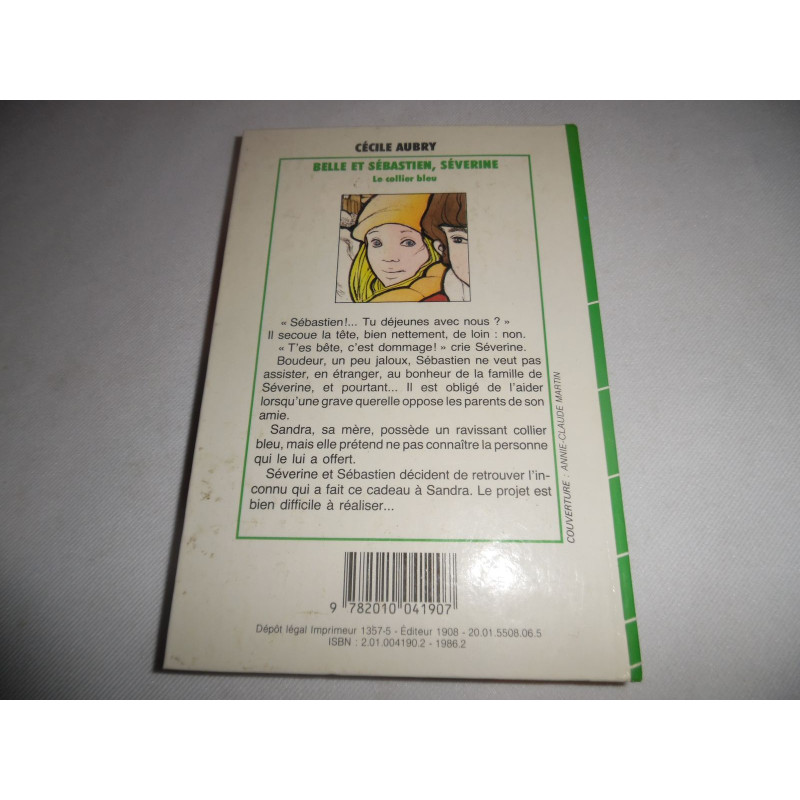 CÉCILE AUBRY
BELLE ET SÉBASTIEN, SÉVERINE
Le collier bleu
« Sébastien!... Tu déjeunes avec nous ? »
Il secoue la tête, bien nettement, de loin : non.
« T'es bête, c'est dommage! » crie Séverine.
Boudeur, un peu jaloux, Sébastien ne veut pas
assister, en étranger, au bonheur de la famille de
Séverine, et pourtant... Il est obligé de l'aider
lorsqu'une grave querelle oppose les parents de son
amie.
Sandra, sa mère, possède un ravissant collier
bleu, mais elle prétend ne pas connaître la personne
qui le lui a offert.
Séverine et Sébastien décident de retrouver l'in-
connu qui a fait ce cadeau à Sandra. Le projet est
bien difficile à réaliser...
COUVERTURE : ANNIE-CLAUDE MARTIN
9 782010 041907
Dépôt légal Imprimeur 1357-5 - Éditeur 1908 - 20.01.5508.06.5
ISBN : 2.01.004190.2 - 1986.2